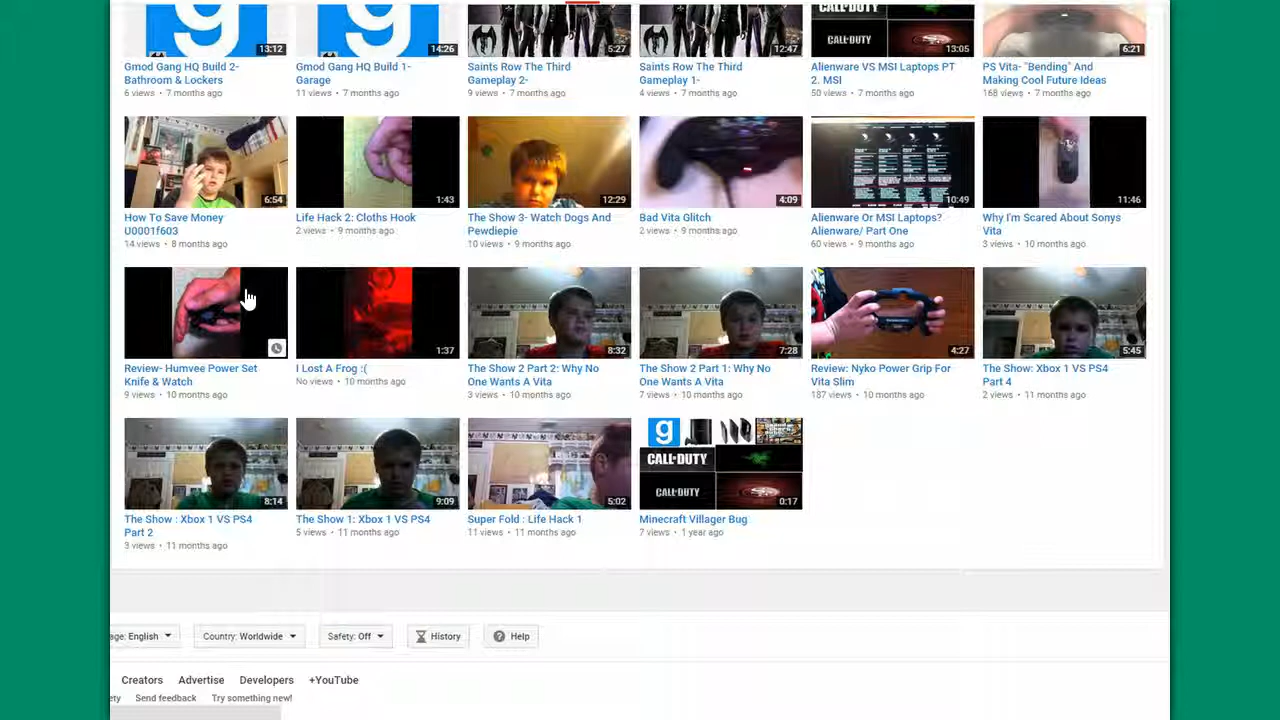 13:12
14:26
5:27
12:47
CALL·DUTY
13:05
6:21
Gmod Gang HQ Build 2-
Bathroom & Lockers
6 views • 7 months ago
Gmod Gang HQ Build 1-
Garage
11 views • 7 months ago
Saints Row The Third
Gameplay 2-
9 views • 7 months ago
Saints Row The Third
Gameplay 1-
4 views • 7 months ago
Alienware VS MSI Laptops PT
2. MSI
50 views • 7 months ago
PS Vita- "Bending" And
Making Cool Future Ideas
168 views • 7 months ago
6:54
1:43
12:29
4:09
10:49
11:46
How To Save Money
U0001f603
14 views • 8 months ago
Life Hack 2: Cloths Hook
2 views • 9 months ago
The Show 3- Watch Dogs And
Pewdiepie
10 views • 9 months ago
Bad Vita Glitch
2 views • 9 months ago
Alienware Or MSI Laptops?
Alienware/ Part One
60 views • 9 months ago
Why I'm Scared About Sonys
Vita
3 views • 10 months ago
1:37
8:32
7:28
4:27
5:45
Review- Humvee Power Set
Knife & Watch
9 views • 10 months ago
I Lost A Frog :(
No views • 10 months ago
The Show 2 Part 2: Why No
One Wants A Vita
3 views • 10 months ago
The Show 2 Part 1: Why No
One Wants A Vita
7 views • 10 months ago
Review: Nyko Power Grip For
Vita Slim
187 views • 10 months ago
The Show: Xbox 1 VS PS4
Part 4
2 views • 11 months ago
8:14
9:09
5:02
g
CALL·DUTY
CALL·DUTY
0:17
The Show : Xbox 1 VS PS4
Part 2
3 views • 11 months ago
The Show 1: Xbox 1 VS PS4
5 views • 11 months ago
Super Fold : Life Hack 1
11 views • 11 months ago
Minecraft Villager Bug
7 views • 1 year ago
age: English
Country: Worldwide
Safety: Off
History
Help
Creators Advertise Developers +YouTube
ety Send feedback Try something new!